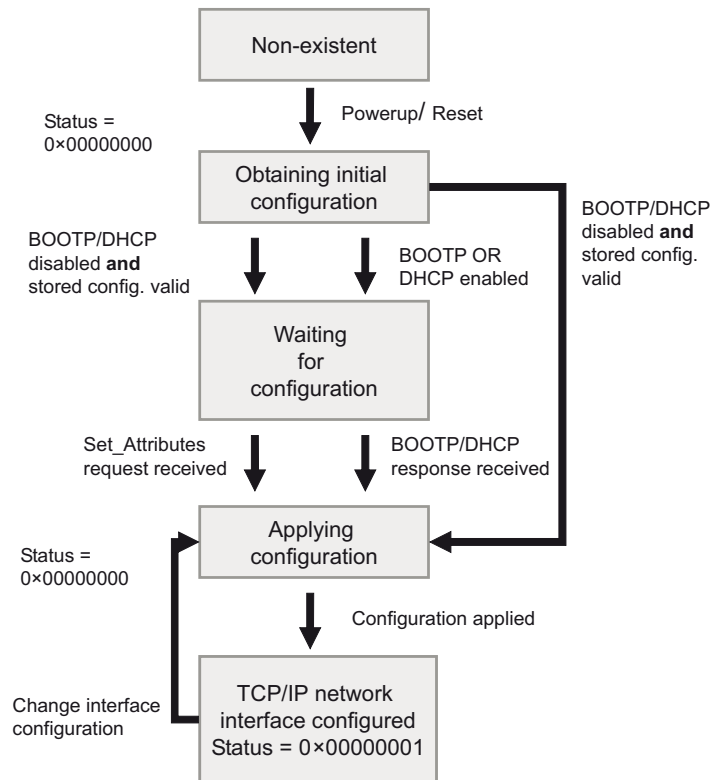 Non-existent
Powerup/ Reset
Status =
0×00000000
Obtaining initial
configuration
BOOTP/DHCP
disabled and
stored config. valid
BOOTP OR
DHCP enabled
BOOTP/DHCP
disabled and
stored config.
valid
Waiting
for
configuration
Set_Attributes
request received
BOOTP/DHCP
response received
Applying
configuration
Status =
0×00000000
Configuration applied
TCP/IP network
interface configured
Status = 0×00000001
Change interface
configuration